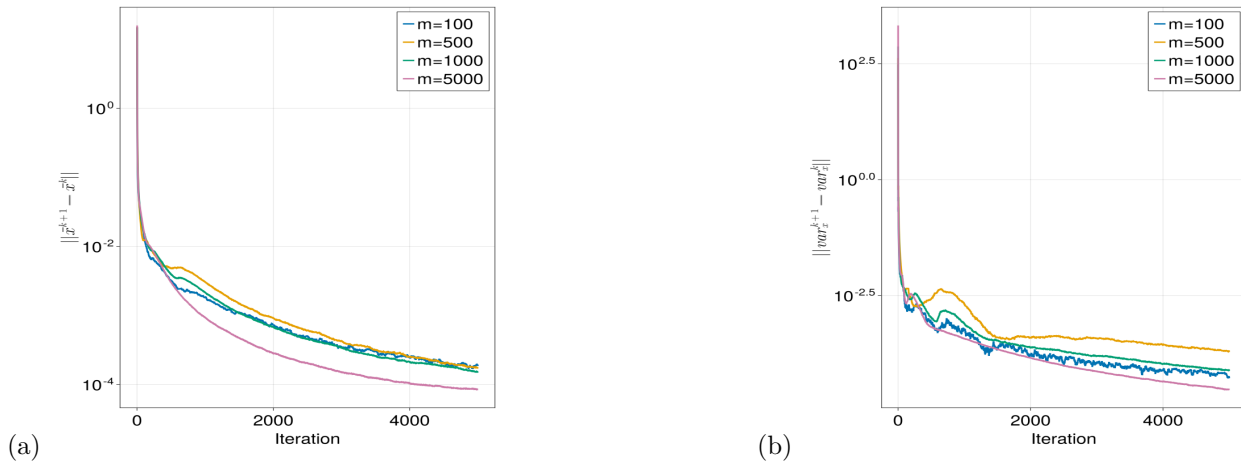 m=100
m=500
m=1000
m=5000
10^0
10^-2
10^-4
||x̄^{k+1} − x̄^k||
0 2000 4000
Iteration
(a)
m=100
m=500
m=1000
m=5000
10^2.5
10^0.0
10^-2.5
||var_x^{k+1} − var_x^k||
0 2000 4000
Iteration
(b)